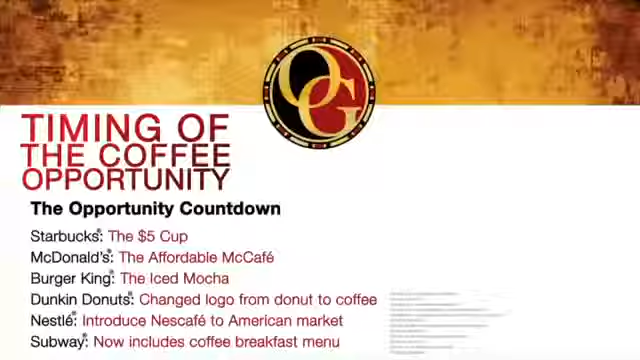 OG
TIMING OF
THE COFFEE
OPPORTUNITY
The Opportunity Countdown
Starbucks®: The $5 Cup
McDonald's®: The Affordable McCafé
Burger King®: The Iced Mocha
Dunkin Donuts®: Changed logo from donut to coffee
Nestlé®: Introduce Nescafé to American market
Subway®: Now includes coffee breakfast menu